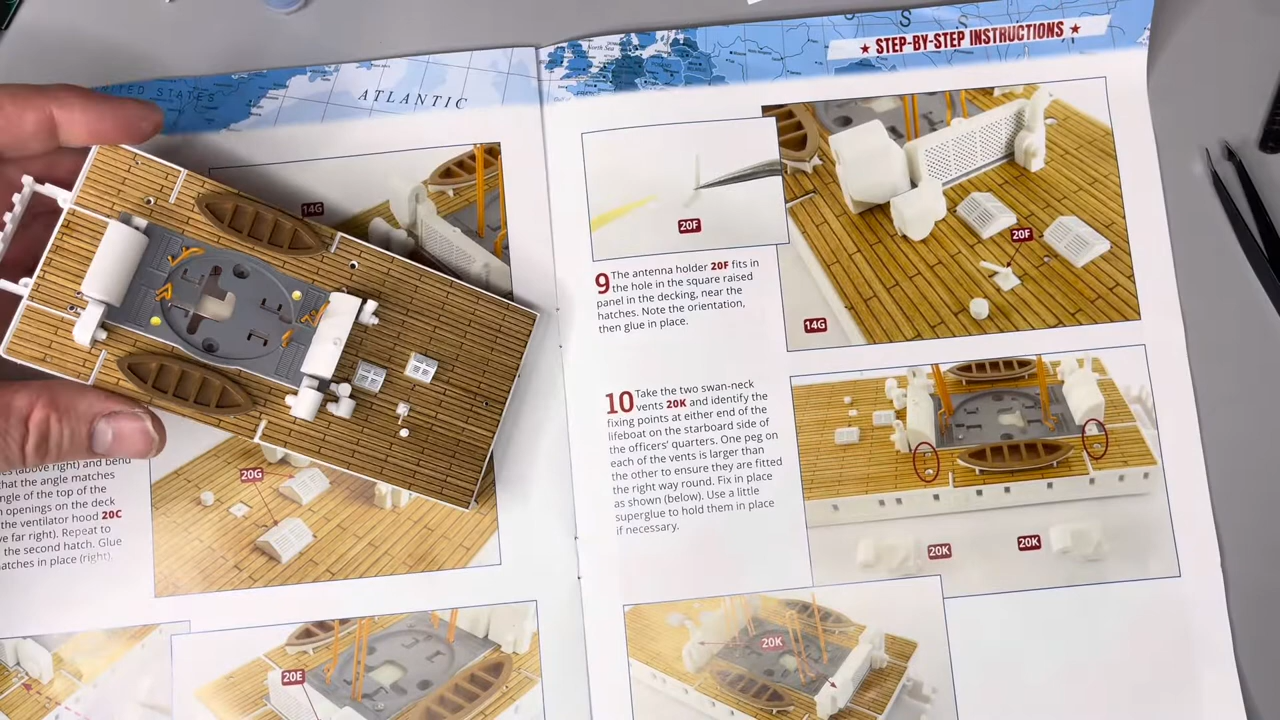 UNITED STATES
ATLANTIC
North Sea
FRANCE
S S
★ STEP-BY-STEP INSTRUCTIONS ★
14G
20G
(above right) and bend
that the angle matches
angle of the top of the
openings on the deck
the ventilator hood 20C
far right). Repeat to
the second hatch. Glue
in place (right).
20E
20F
9 The antenna holder 20F fits in
the hole in the square raised
panel in the decking, near the
hatches. Note the orientation,
then glue in place.
20F
14G
10 Take the two swan-neck
vents 20K and identify the
fixing points at either end of the
lifeboat on the starboard side of
the officers' quarters. One peg on
each of the vents is larger than
the other to ensure they are fitted
the right way round. Fix in place
as shown (below). Use a little
superglue to hold them in place
if necessary.
20K
20K
20K